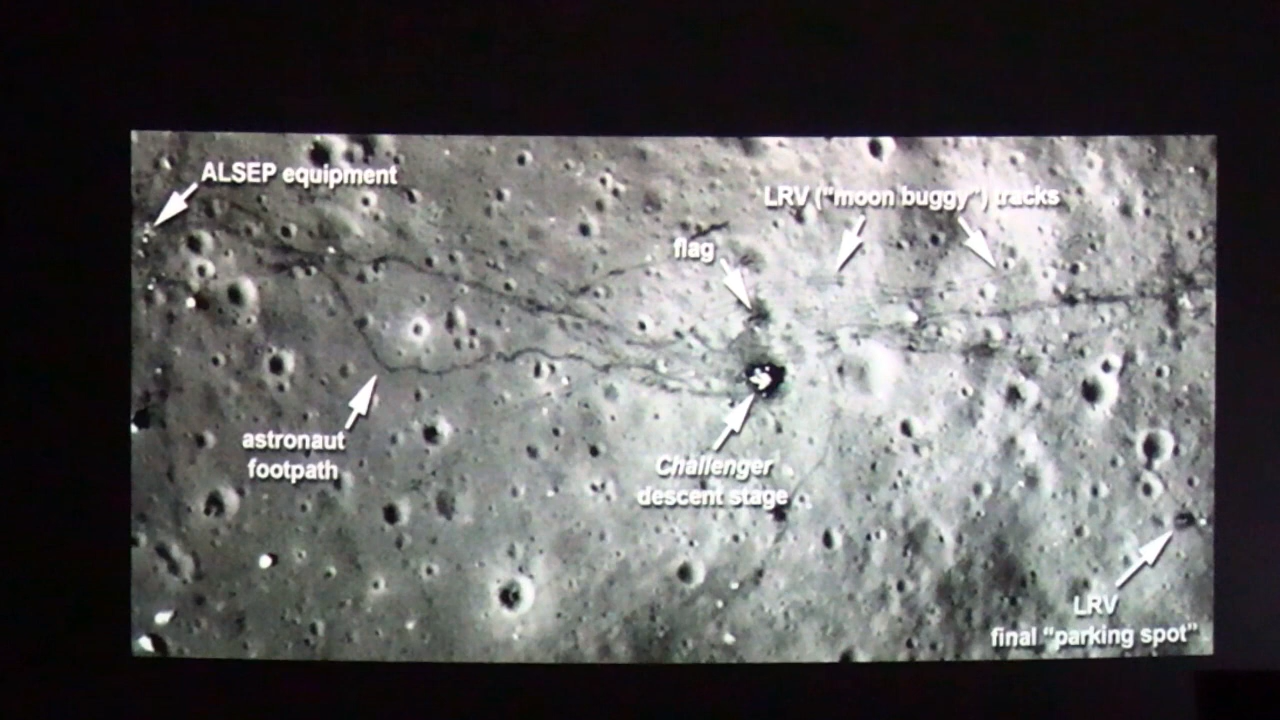 ALSEP equipment
LRV ("moon buggy") tracks
flag
astronaut
footpath
Challenger
descent stage
LRV
final "parking spot"